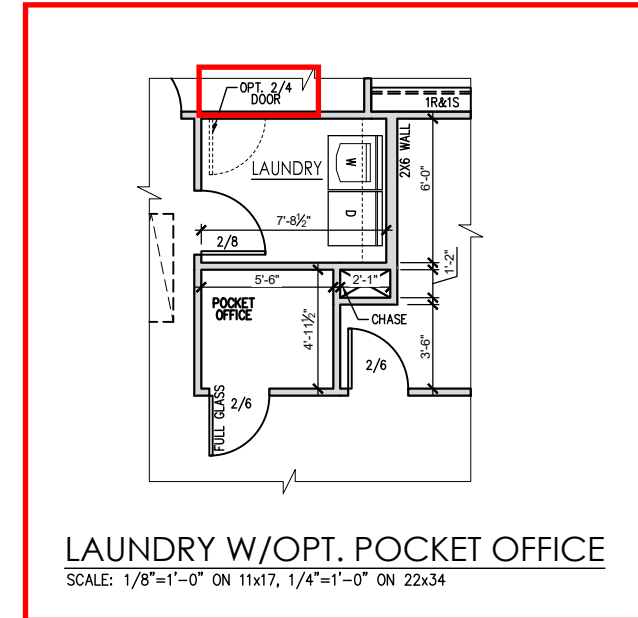 OPT. 2/4
DOOR
1R&1S
LAUNDRY
W
2X6 WALL
6'-0"
D
7'-8½"
2/8
1'-2"
5'-6"
2'-1"
POCKET
OFFICE
4'-11½"
CHASE
3'-6"
2/6
FULL GLASS
2/6
LAUNDRY W/OPT. POCKET OFFICE
SCALE: 1/8"=1'-0" ON 11x17, 1/4"=1'-0" ON 22x34